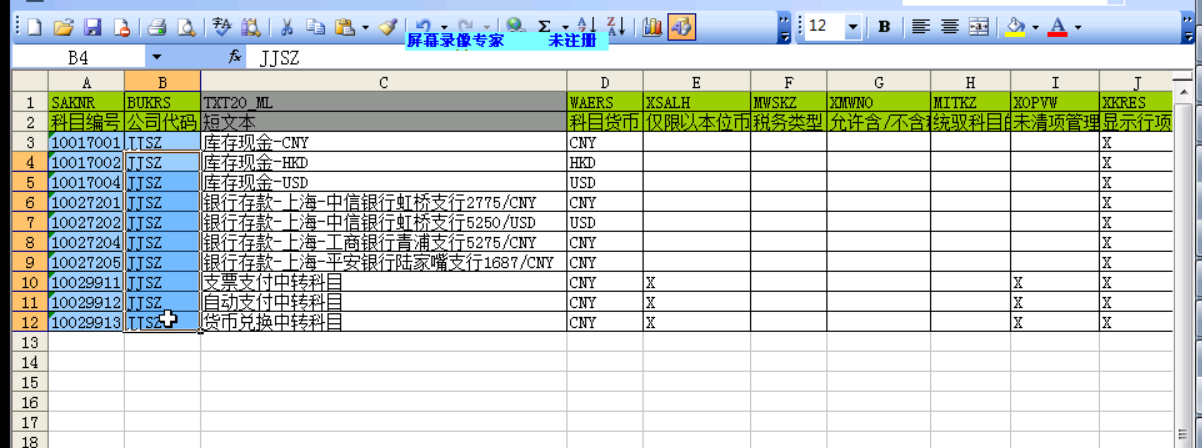 12 B A
屏幕录像专家 未注册
B4 fx JJSZ
A B C D E F G H I J
1 SAKNR BUKRS TXT20_ML WAERS XSALH MWSKZ XMWNO MITKZ XOPVW XKRES
2 科目编号 公司代码 短文本 科目货币 仅限以本位币 税务类型 允许含/不含 统驭科目 未清项管理 显示行项
3 10017001 JJSZ 库存现金-CNY CNY X
4 10017002 JJSZ 库存现金-HKD HKD X
5 10017004 JJSZ 库存现金-USD USD X
6 10027201 JJSZ 银行存款-上海-中信银行虹桥支行2775/CNY CNY X
7 10027202 JJSZ 银行存款-上海-中信银行虹桥支行5250/USD USD X
8 10027204 JJSZ 银行存款-上海-工商银行青浦支行5275/CNY CNY X
9 10027205 JJSZ 银行存款-上海-平安银行陆家嘴支行1687/CNY CNY X
10 10029911 JJSZ 支票支付中转科目 CNY X X X
11 10029912 JJSZ 自动支付中转科目 CNY X X X
12 10029913 JJSZ 货币兑换中转科目 CNY X X X
13
14
15
16
17
18